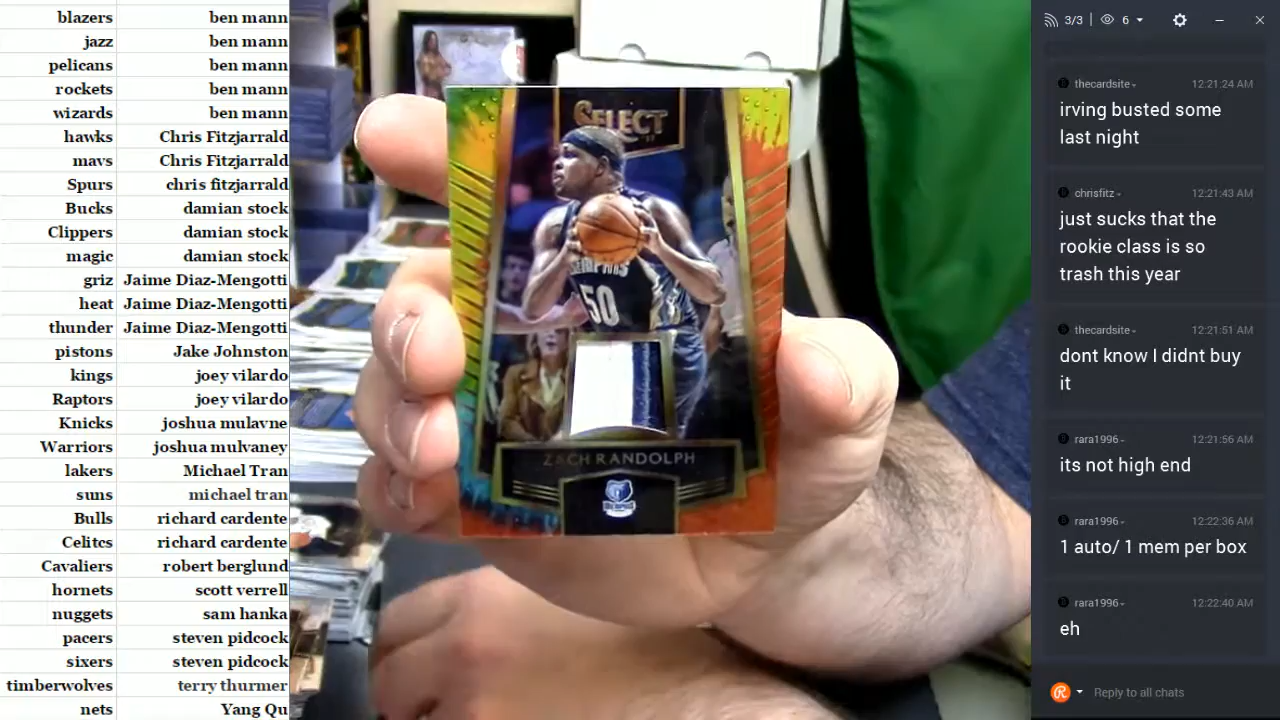 blazers ben mann
jazz ben mann
pelicans ben mann
rockets ben mann
wizards ben mann
hawks Chris Fitzjarrald
mavs Chris Fitzjarrald
Spurs chris fitzjarrald
Bucks damian stock
Clippers damian stock
magic damian stock
griz Jaime Diaz-Mengotti
heat Jaime Diaz-Mengotti
thunder Jaime Diaz-Mengotti
pistons Jake Johnston
kings joey vilardo
Raptors joey vilardo
Knicks joshua mulavne
Warriors joshua mulvaney
lakers Michael Tran
suns michael tran
Bulls richard cardente
Celitcs richard cardente
Cavaliers robert berglund
hornets scott verrell
nuggets sam hanka
pacers steven pidcock
sixers steven pidcock
timberwolves terry thurmer
nets Yang Qu
SELECT
MEMPHIS
50
ZACH RANDOLPH
3/3 6
thecardsite 12:21:24 AM
irving busted some
last night
chrisfitz 12:21:43 AM
just sucks that the
rookie class is so
trash this year
thecardsite 12:21:51 AM
dont know I didnt buy
it
rara1996 12:21:56 AM
its not high end
rara1996 12:22:36 AM
1 auto/ 1 mem per box
rara1996 12:22:40 AM
eh
Reply to all chats